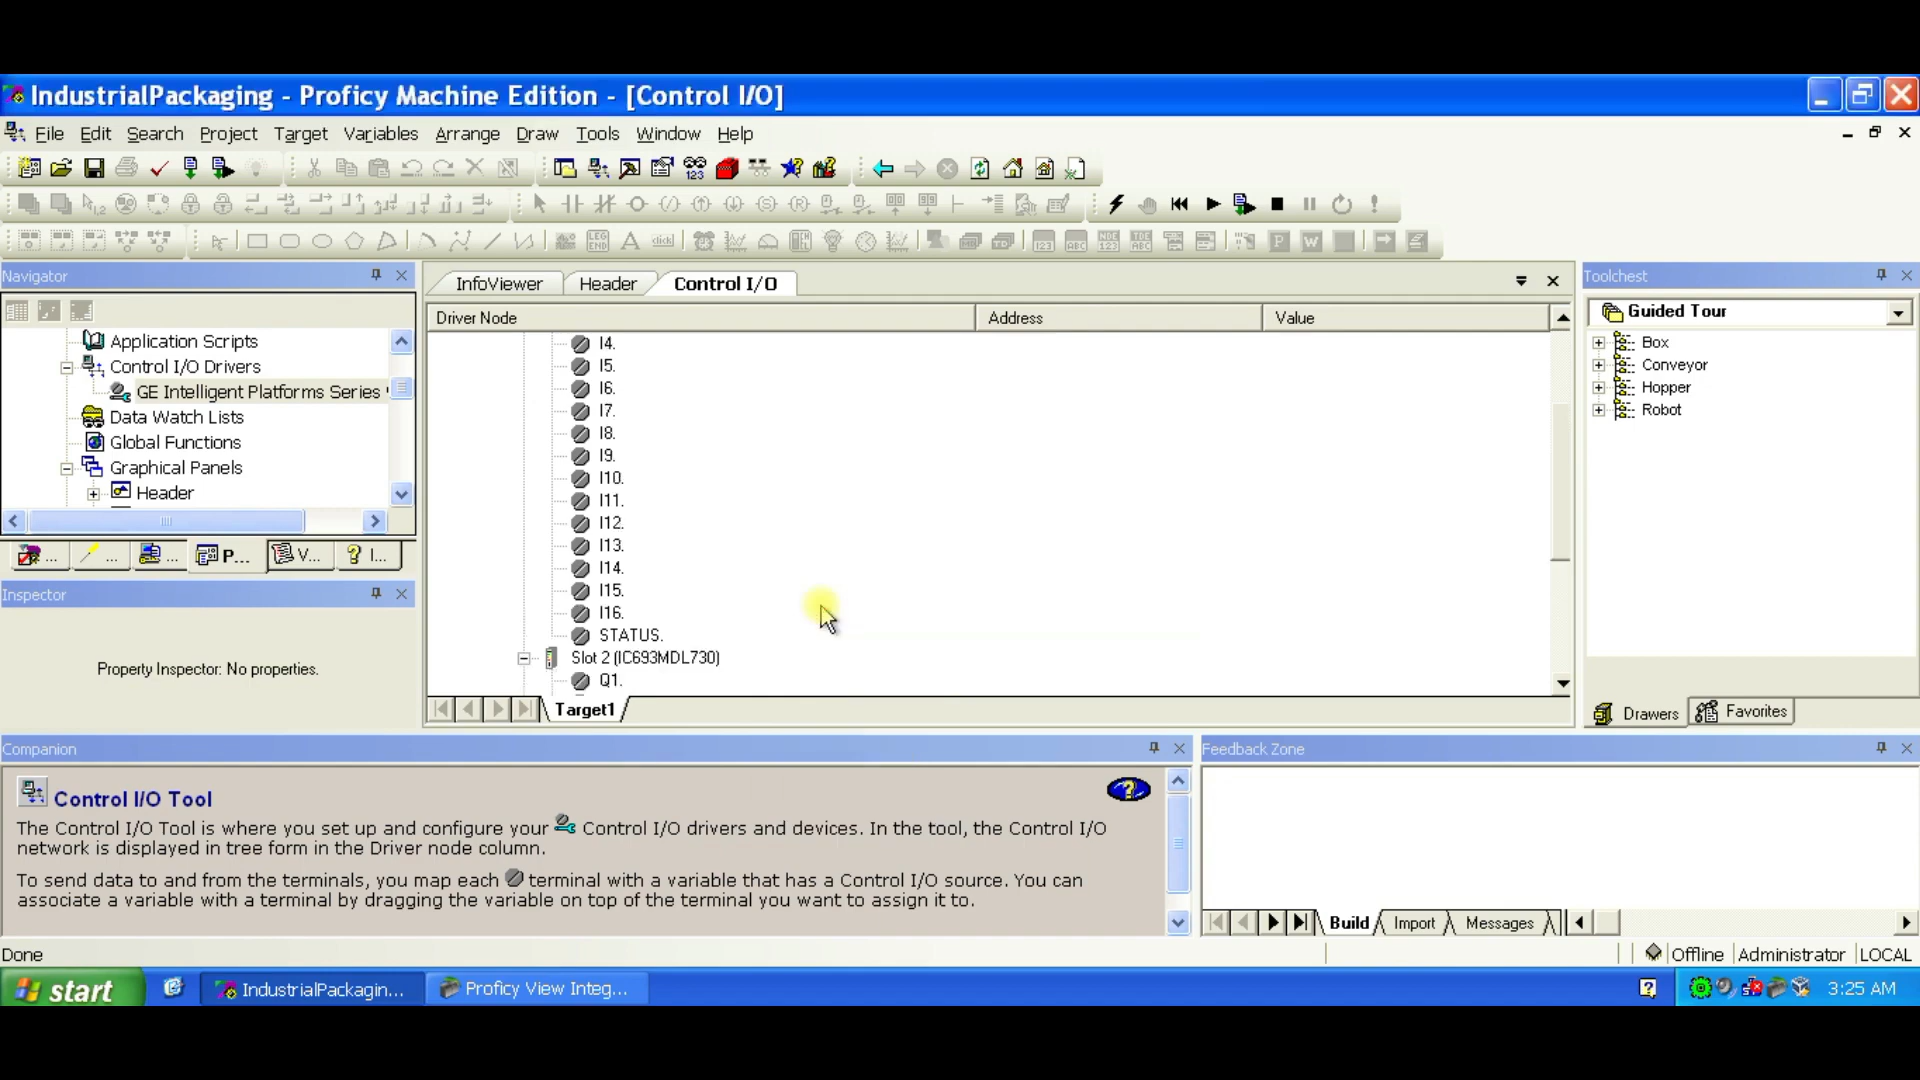 IndustrialPackaging - Proficy Machine Edition - [Control I/O]
File Edit Search Project Target Variables Arrange Draw Tools Window Help
Navigator
InfoViewer Header Control I/O
Toolchest
Driver Node Address Value
Guided Tour
Application Scripts
Control I/O Drivers
GE Intelligent Platforms Series
Data Watch Lists
Global Functions
Graphical Panels
Header
P... V... I...
I4.
I5.
I6.
I7.
I8.
I9.
I10.
I11.
I12.
I13.
I14.
I15.
I16.
STATUS.
Slot 2 (IC693MDL730)
Q1.
Target1
Box
Conveyor
Hopper
Robot
Drawers Favorites
Inspector
Property Inspector: No properties.
Companion
Control I/O Tool
The Control I/O Tool is where you set up and configure your Control I/O drivers and devices. In the tool, the Control I/O
network is displayed in tree form in the Driver node column.
To send data to and from the terminals, you map each terminal with a variable that has a Control I/O source. You can
associate a variable with a terminal by dragging the variable on top of the terminal you want to assign it to.
Feedback Zone
Build Import Messages
Done
Offline Administrator LOCAL
start IndustrialPackagin... Proficy View Integ... 3:25 AM